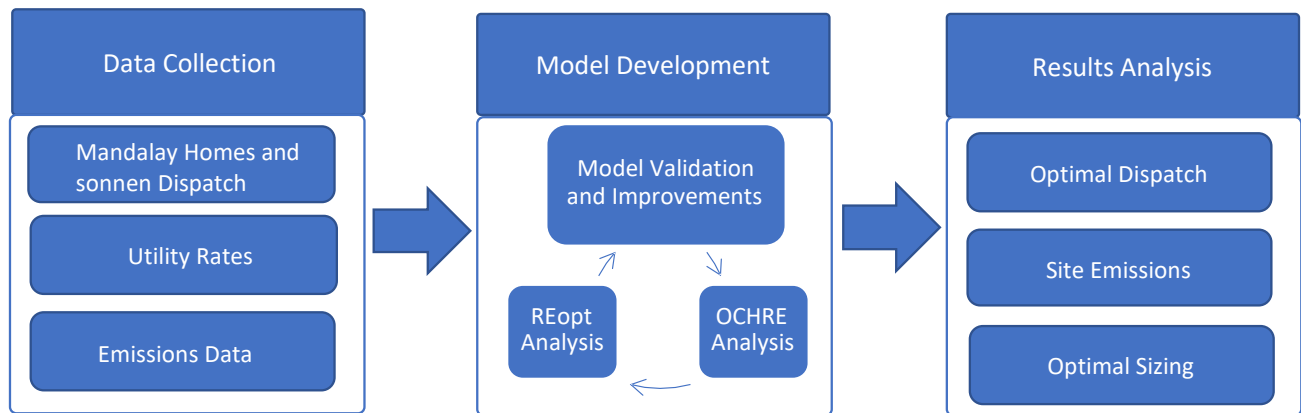 Data Collection
Mandalay Homes and
sonnen Dispatch
Utility Rates
Emissions Data
Model Development
Model Validation
and Improvements
REopt
Analysis
OCHRE
Analysis
Results Analysis
Optimal Dispatch
Site Emissions
Optimal Sizing